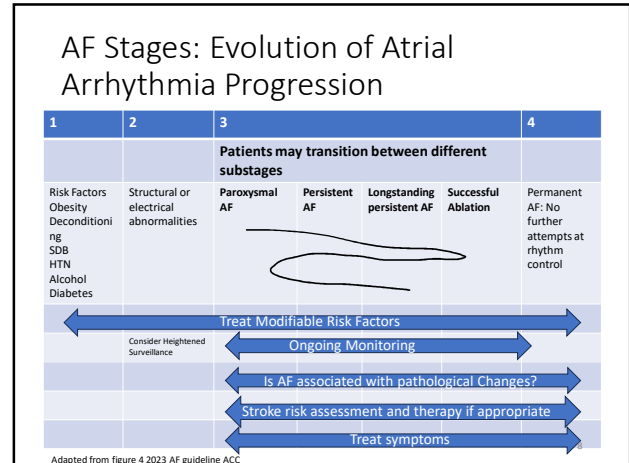 AF Stages: Evolution of Atrial
Arrhythmia Progression
1 2 3 4
Patients may transition between different
substages
Risk Factors
Obesity
Deconditioni
ng
SDB
HTN
Alcohol
Diabetes
Structural or
electrical
abnormalities
Paroxysmal
AF
Persistent
AF
Longstanding
persistent AF
Successful
Ablation
Permanent
AF: No
further
attempts at
rhythm
control
Treat Modifiable Risk Factors
Consider Heightened
Surveillance
Ongoing Monitoring
Is AF associated with pathological Changes?
Stroke risk assessment and therapy if appropriate
Treat symptoms
Adapted from figure 4 2023 AF guideline ACC